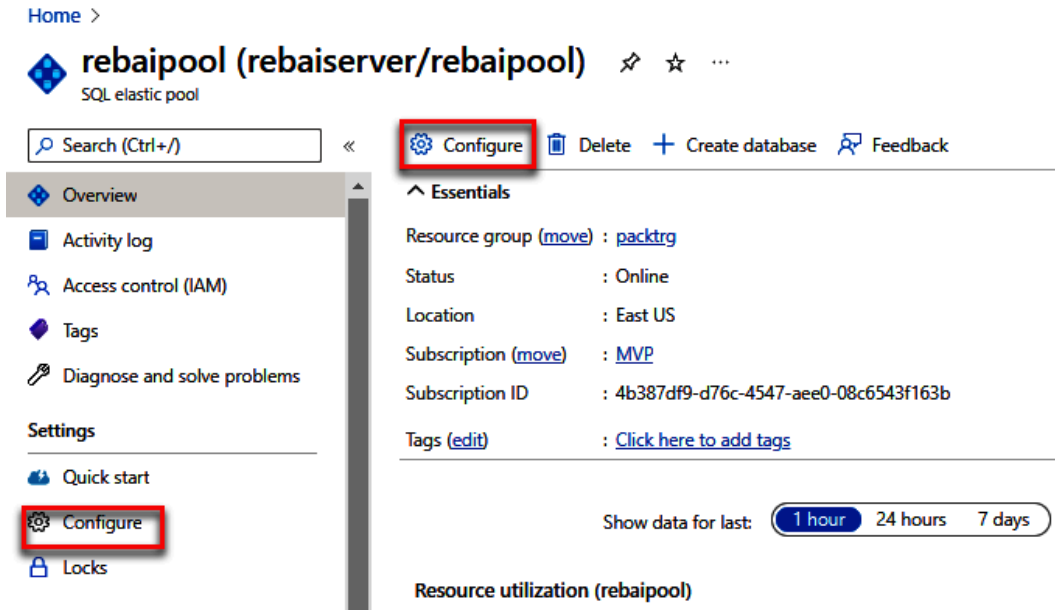 Home >
rebaipool (rebaiserver/rebaipool) ...
SQL elastic pool
Search (Ctrl+/) «
Overview
Activity log
Access control (IAM)
Tags
Diagnose and solve problems
Settings
Quick start
Configure
Locks
Configure Delete Create database Feedback
Essentials
Resource group (move) : packtrg
Status : Online
Location : East US
Subscription (move) : MVP
Subscription ID : 4b387df9-d76c-4547-aee0-08c6543f163b
Tags (edit) : Click here to add tags
Show data for last: 1 hour 24 hours 7 days
Resource utilization (rebaipool)